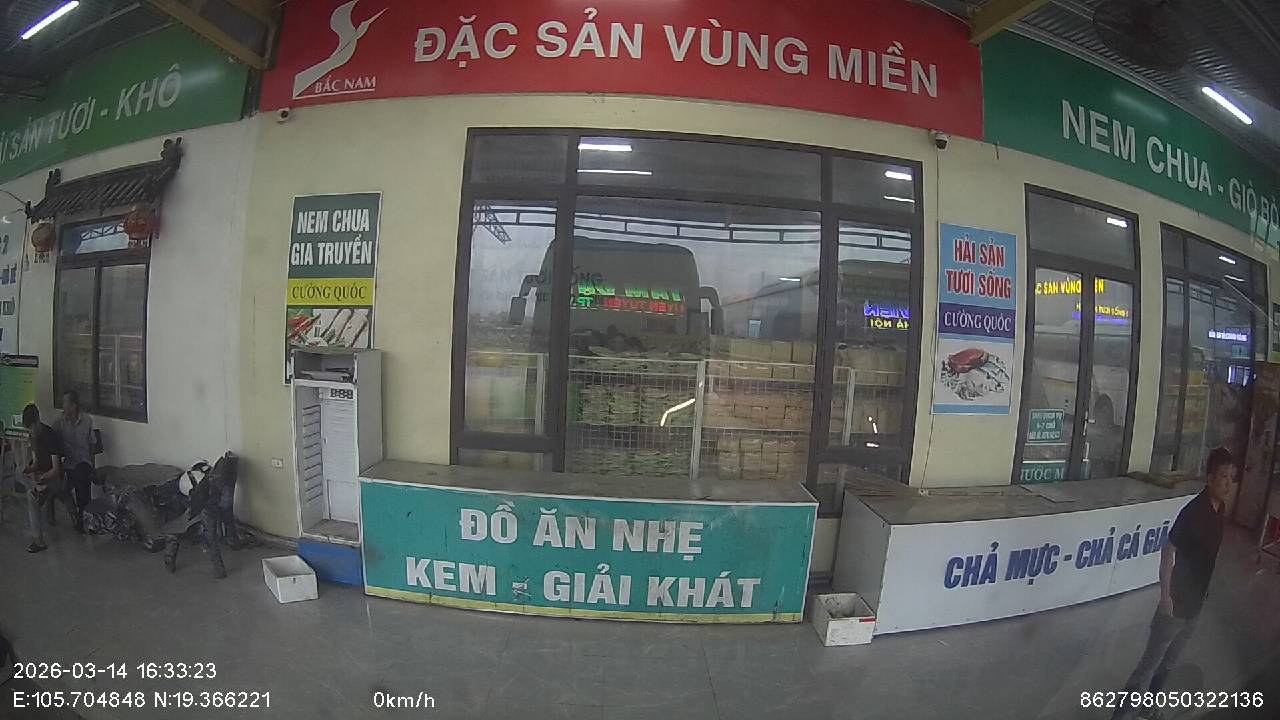 BẮC NAM
ĐẶC SẢN VÙNG MIỀN
ẢI SẢN TƯƠI - KHÔ
NEM CHUA - GIÒ BÒ
NEM CHUA
GIA TRUYỀN
CƯỜNG QUỐC
HẢI SẢN
TƯƠI SỐNG
CƯỜNG QUỐC
ĐỒ ĂN NHẸ
KEM - GIẢI KHÁT
CHẢ MỰC - CHẢ CÁ
2026-03-14 16:33:23
E:105.704848 N:19.366221
0km/h
862798050322136